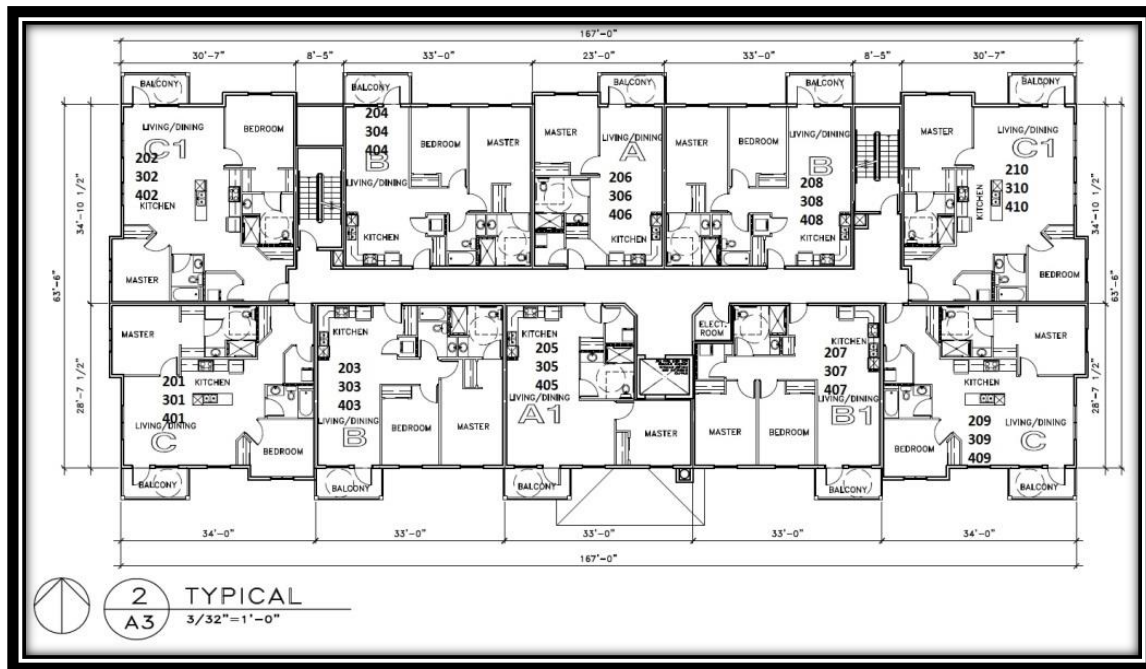 167'-0"
30'-7" 8'-5" 33'-0" 23'-0" 33'-0" 8'-5" 30'-7"
BALCONY BALCONY BALCONY BALCONY BALCONY
LIVING/DINING
C1
202
302
402
KITCHEN
BEDROOM
MASTER
204
304
404
B
LIVING/DINING
KITCHEN
BEDROOM
MASTER
MASTER
LIVING/DINING
A
206
306
406
KITCHEN
MASTER
BEDROOM
LIVING/DINING
B
208
308
408
KITCHEN
MASTER
LIVING/DINING
C1
210
310
410
KITCHEN
BEDROOM
34'-10 1/2"
63'-6"
28'-7 1/2"
34'-10 1/2"
63'-6"
28'-7 1/2"
MASTER
201
301
401
KITCHEN
LIVING/DINING
C
BEDROOM
KITCHEN
203
303
403
LIVING/DINING
B
BEDROOM
MASTER
KITCHEN
205
305
405
LIVING/DINING
A1
MASTER
ELECT.
ROOM
KITCHEN
207
307
407
LIVING/DINING
B1
MASTER
BEDROOM
MASTER
KITCHEN
LIVING/DINING
209
309
409
C
BEDROOM
BALCONY BALCONY BALCONY BALCONY BALCONY
34'-0" 33'-0" 33'-0" 33'-0" 34'-0"
167'-0"
2
A3
TYPICAL
3/32"=1'-0"